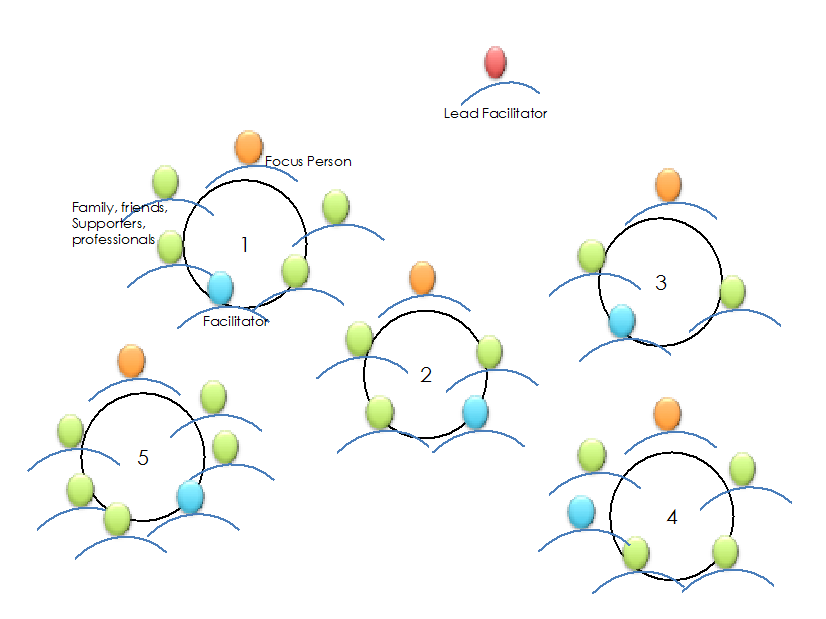 Lead Facilitator
Focus Person
Family, friends,
Supporters,
professionals
1
Facilitator
3
2
5
4